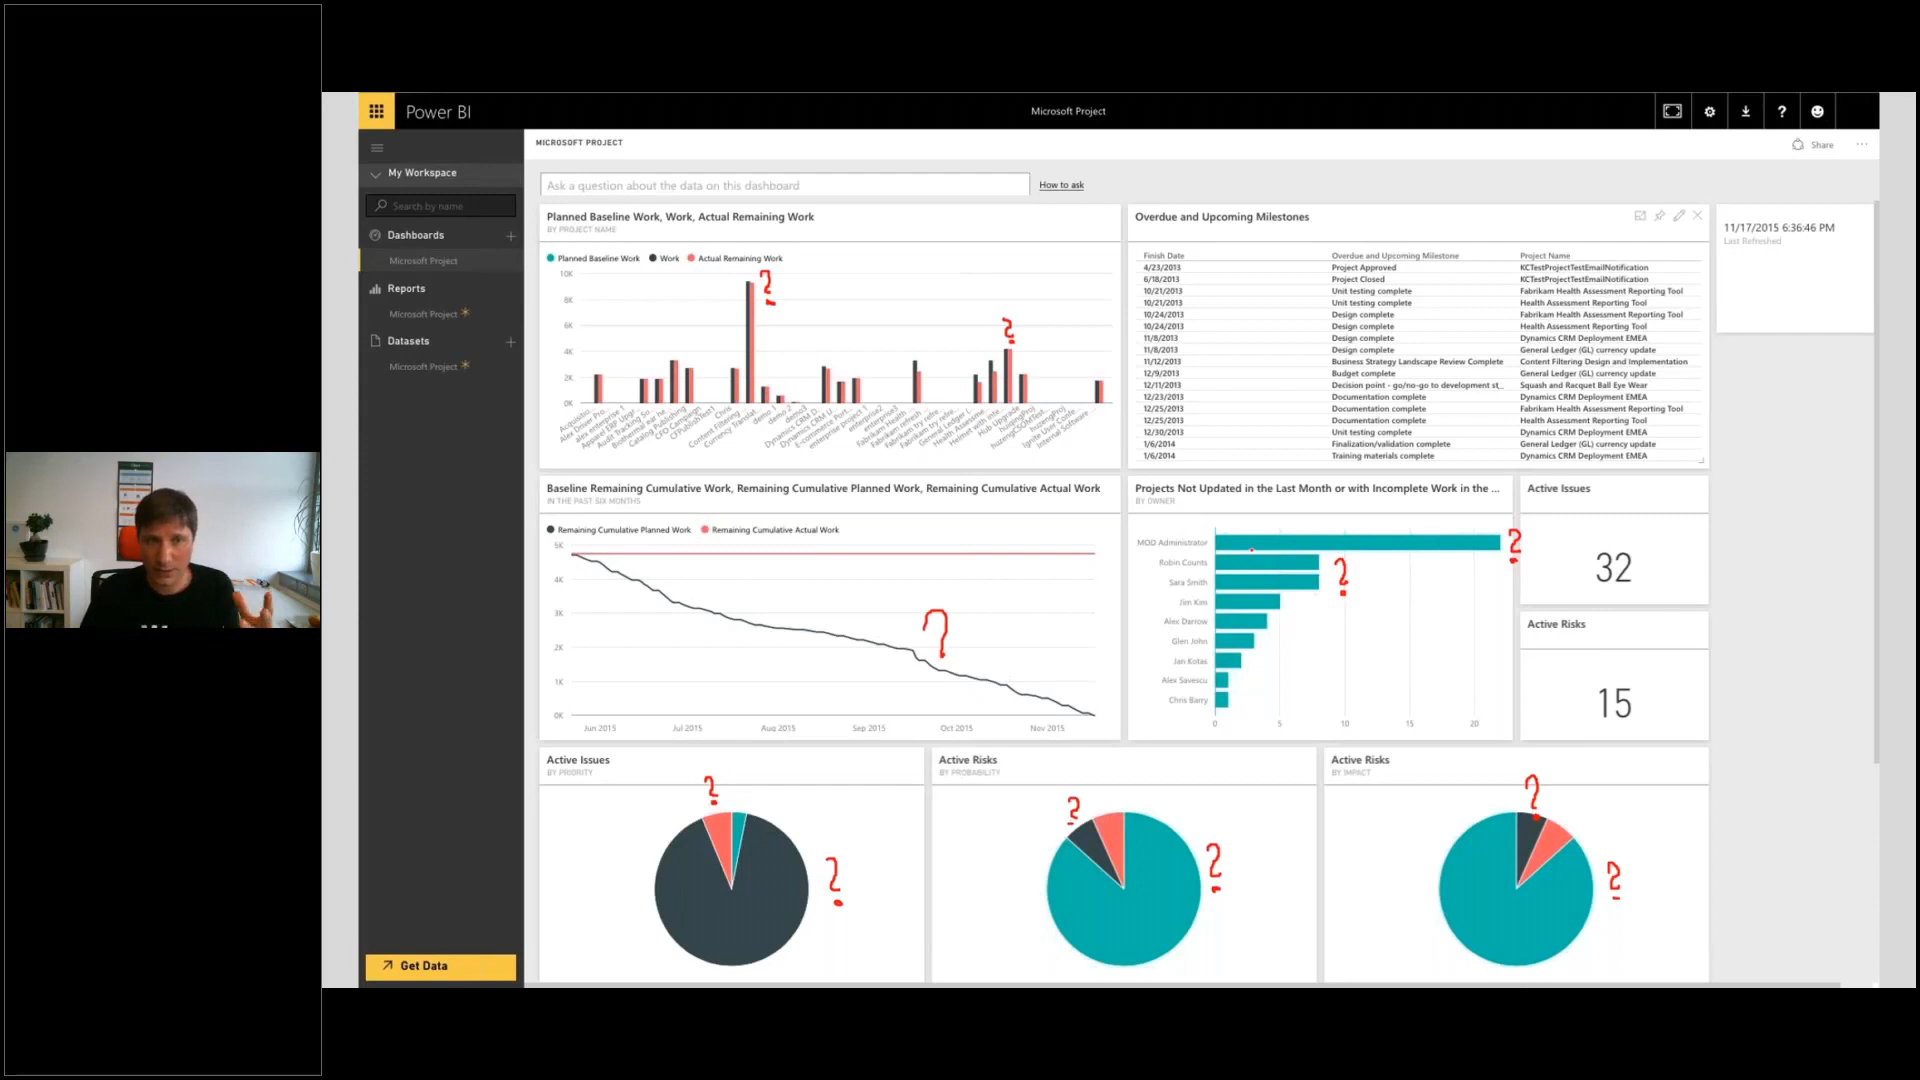 Power BI
Microsoft Project
MICROSOFT PROJECT
Share
My Workspace
Search by name
Dashboards
Microsoft Project
Reports
Microsoft Project
Datasets
Microsoft Project
Get Data
Ask a question about the data on this dashboard
How to ask
Planned Baseline Work, Work, Actual Remaining Work
BY PROJECT NAME
Planned Baseline Work Work Actual Remaining Work
10K
8K
6K
4K
2K
0K
Overdue and Upcoming Milestones
Finish Date Overdue and Upcoming Milestone Project Name
4/23/2013 Project Approved KCTestProjectTestEmailNotification
6/18/2013 Project Closed KCTestProjectTestEmailNotification
10/21/2013 Unit testing complete Fabrikam Health Assessment Reporting Tool
10/21/2013 Unit testing complete Health Assessment Reporting Tool
10/24/2013 Design complete Fabrikam Health Assessment Reporting Tool
10/24/2013 Design complete Health Assessment Reporting Tool
11/8/2013 Design complete Dynamics CRM Deployment EMEA
11/8/2013 Design complete General Ledger (GL) currency update
11/12/2013 Business Strategy Landscape Review Complete Content Filtering Design and Implementation
12/9/2013 Budget complete General Ledger (GL) currency update
12/11/2013 Decision point - go/no-go to development st... Squash and Racquet Ball Eye Wear
12/23/2013 Documentation complete Dynamics CRM Deployment EMEA
12/25/2013 Documentation complete Fabrikam Health Assessment Reporting Tool
12/25/2013 Documentation complete Health Assessment Reporting Tool
12/30/2013 Unit testing complete Dynamics CRM Deployment EMEA
1/6/2014 Finalization/validation complete General Ledger (GL) currency update
1/6/2014 Training materials complete Dynamics CRM Deployment EMEA
11/17/2015 6:36:46 PM
Last Refreshed
Baseline Remaining Cumulative Work, Remaining Cumulative Planned Work, Remaining Cumulative Actual Work
IN THE PAST SIX MONTHS
Remaining Cumulative Planned Work Remaining Cumulative Actual Work
5K
4K
3K
2K
1K
0K
Jun 2015 Jul 2015 Aug 2015 Sep 2015 Oct 2015 Nov 2015
Projects Not Updated in the Last Month or with Incomplete Work in the ...
BY OWNER
MOD Administrator
Robin Counts
Sara Smith
Jim Kim
Alex Darrow
Glen John
Jan Kotas
Alex Savescu
Chris Barry
0 5 10 15 20
Active Issues
32
Active Risks
15
Active Issues
BY PRIORITY
Active Risks
BY PROBABILITY
Active Risks
BY IMPACT
? ? ? ? ? ? ? ? ? ? ?